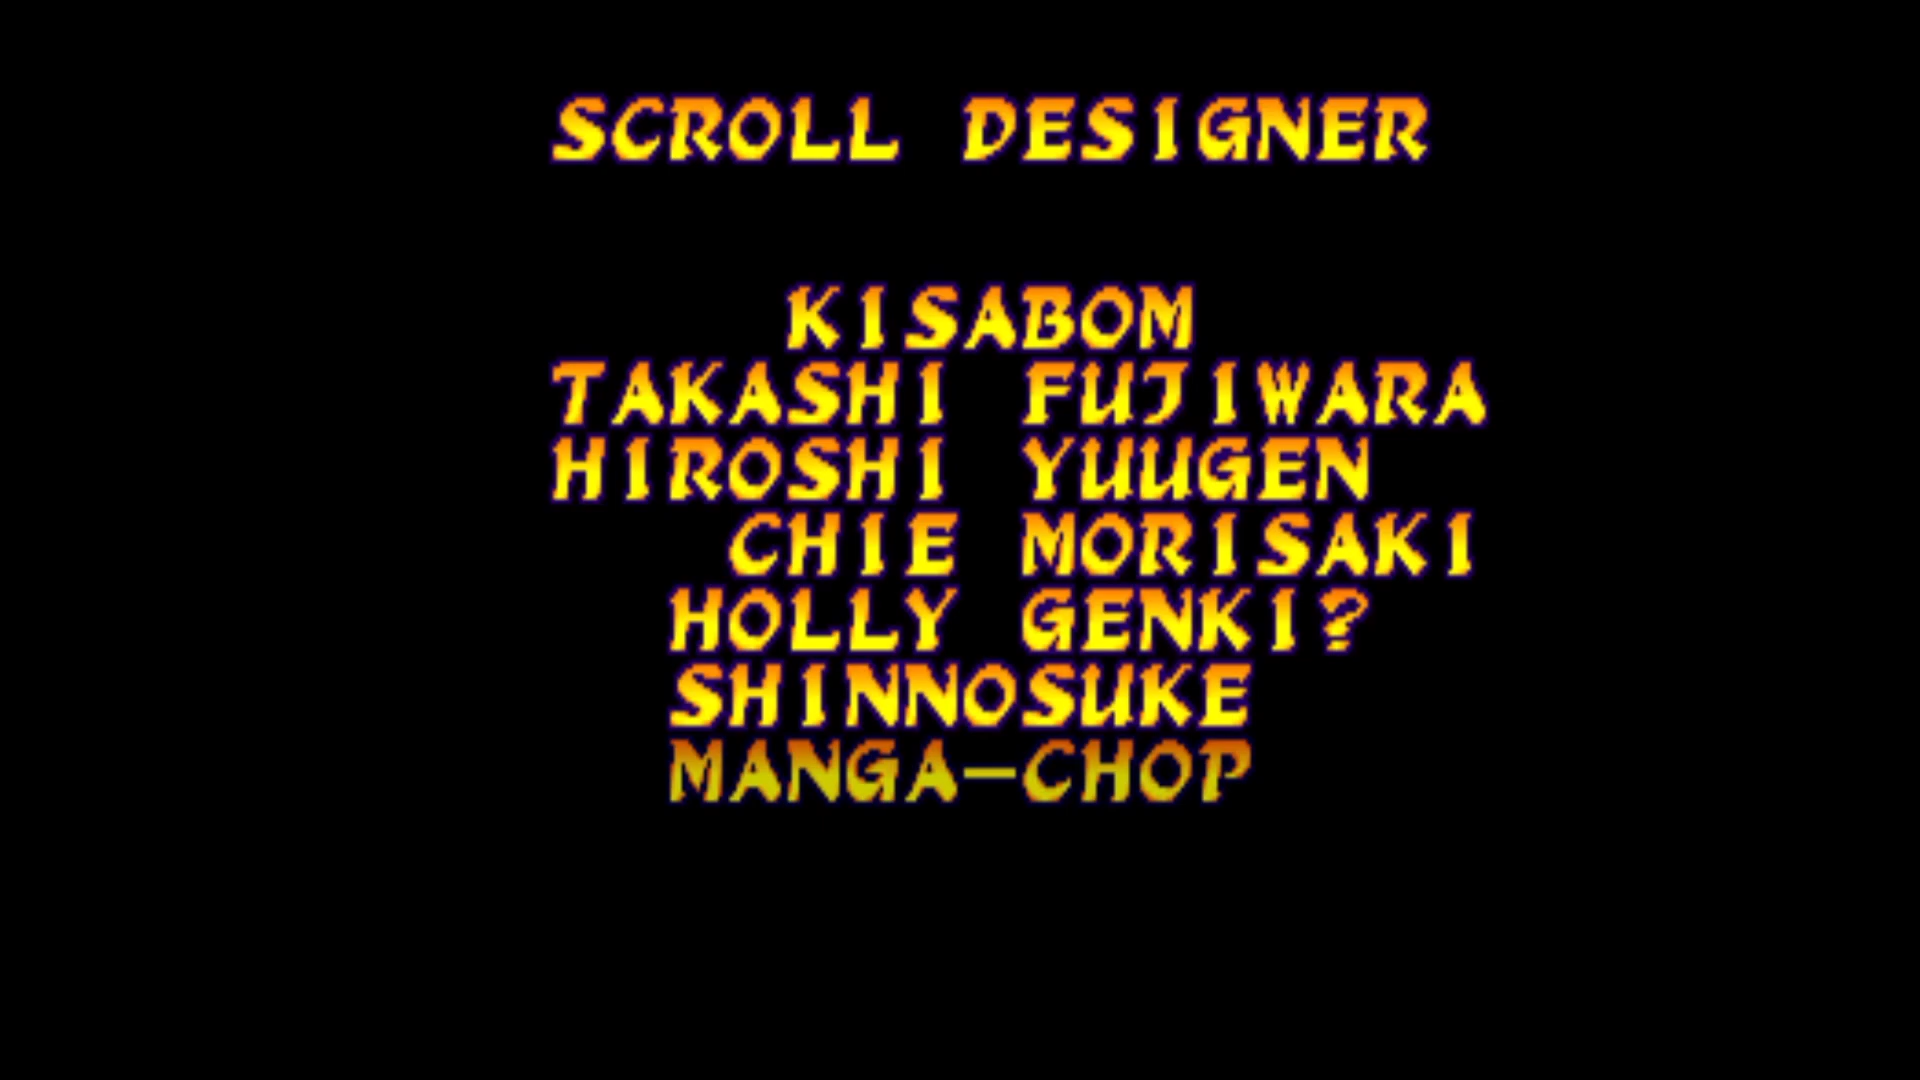 SCROLL DESIGNER
KISABOM
TAKASHI FUJIWARA
HIROSHI YUUGEN
CHIE MORISAKI
HOLLY GENKI?
SHINNOSUKE
MANGA-CHOP